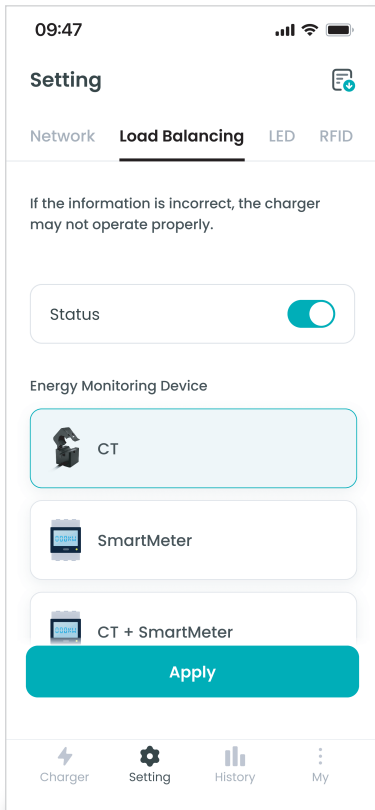 09:47
Setting
Network Load Balancing LED RFID
If the information is incorrect, the charger
may not operate properly.
Status
Energy Monitoring Device
CT
SmartMeter
CT + SmartMeter
Apply
Charger Setting History My